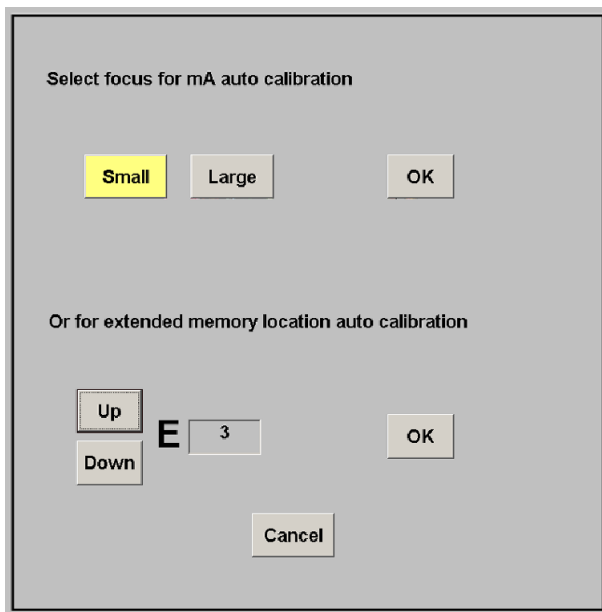 Select focus for mA auto calibration
Small Large OK
Or for extended memory location auto calibration
Up
E 3 OK
Down
Cancel